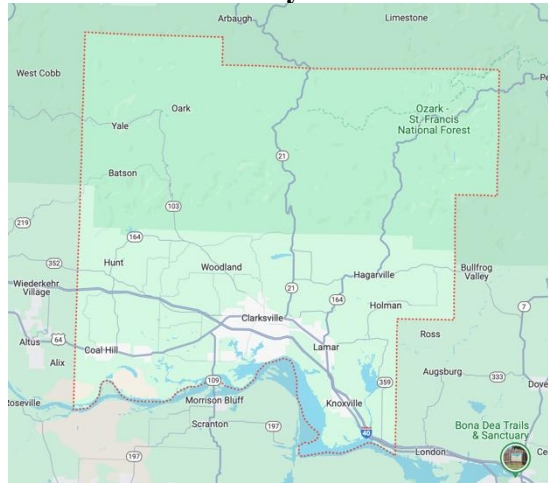 Arbaugh
Limestone
West Cobb
Oark
Ozark -
St. Francis
National Forest
Yale
21
Batson
103
219
164
352
Hunt
Woodland
Hagarville
Bullfrog
Valley
Wiederkehr
Village
21
164
Holman
7
Clarksville
64
Altus
Ross
Coal Hill
Lamar
Alix
Augsburg
333
109
359
Roseville
Morrison Bluff
Knoxville
Scranton
197
Bona Dea Trails
& Sanctuary
40
197
London